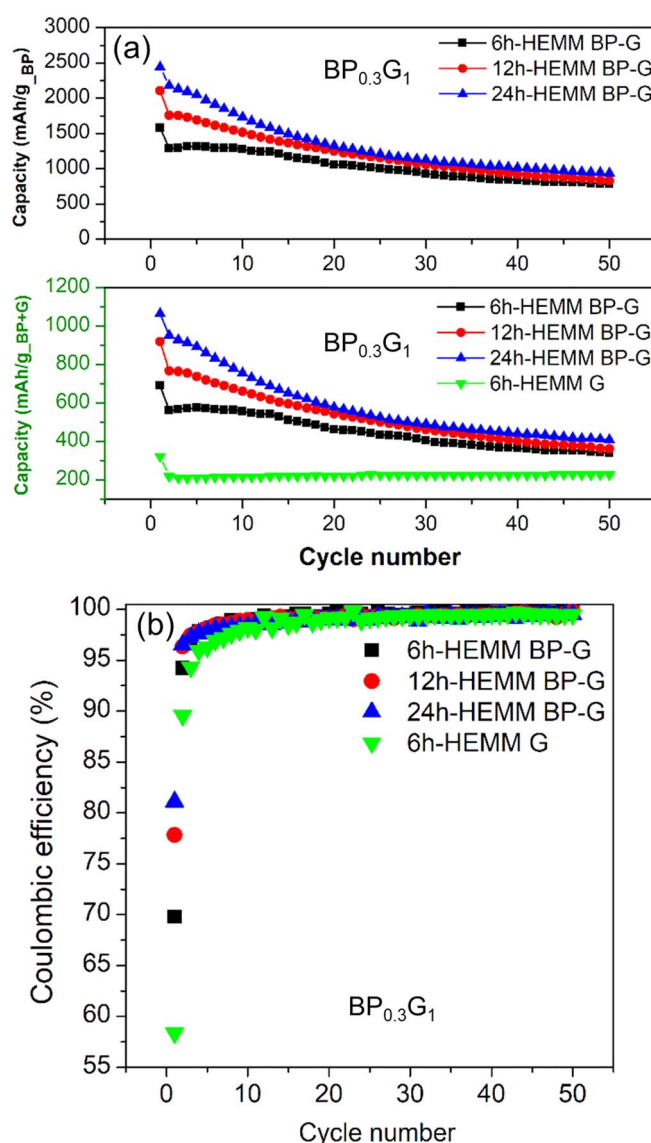 (a)
BP0.3G1
6h-HEMM BP-G
12h-HEMM BP-G
24h-HEMM BP-G
Capacity (mAh/g_BP)
3000
2500
2000
1500
1000
500
0
0 10 20 30 40 50
BP0.3G1
6h-HEMM BP-G
12h-HEMM BP-G
24h-HEMM BP-G
6h-HEMM G
Capacity (mAh/g_BP+G)
1200
1000
800
600
400
200
0 10 20 30 40 50
Cycle number
(b)
6h-HEMM BP-G
12h-HEMM BP-G
24h-HEMM BP-G
6h-HEMM G
Coulombic efficiency (%)
100
95
90
85
80
75
70
65
60
55
BP0.3G1
0 10 20 30 40 50
Cycle number